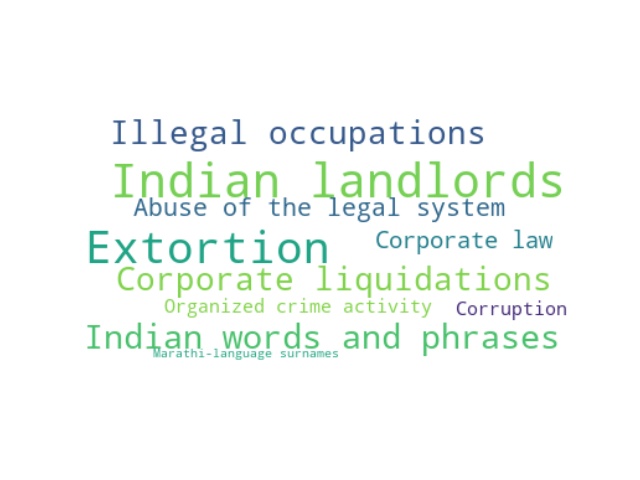 Illegal occupations
Indian landlords
Abuse of the legal system
Extortion
Corporate law
Corporate liquidations
Organized crime activity
Corruption
Indian words and phrases
Marathi-language surnames